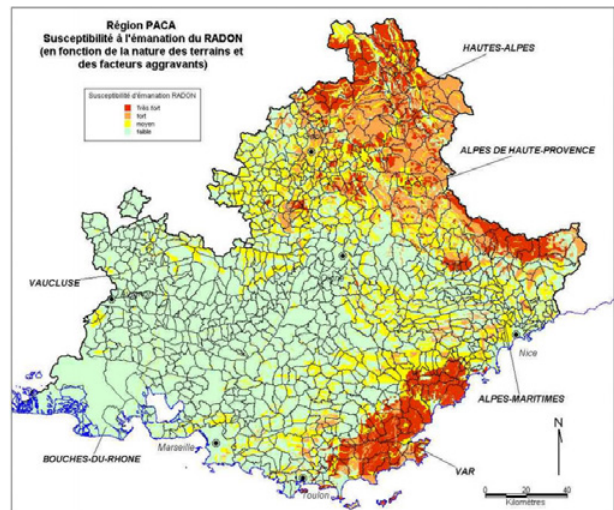 Région PACA
Susceptibilité à l'émanation du RADON
(en fonction de la nature des terrains et
des facteurs aggravants)
Susceptibilité d'émanation RADON
Très fort
fort
moyen
faible
HAUTES-ALPES
ALPES DE HAUTE-PROVENCE
VAUCLUSE
Nice
ALPES-MARITIMES
Marseille
BOUCHES-DU-RHONE
VAR
Toulon
N
0 20 40
Kilomètres